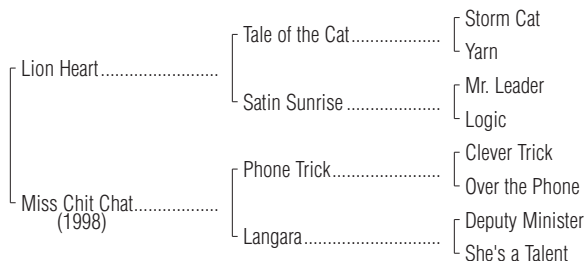 Storm Cat
Tale of the Cat....................
Yarn
Lion Heart.........................
Mr. Leader
Satin Sunrise ....................
Logic
Clever Trick
Phone Trick.......................
Over the Phone
Miss Chit Chat..................
(1998)
Deputy Minister
Langara.............................
She's a Talent